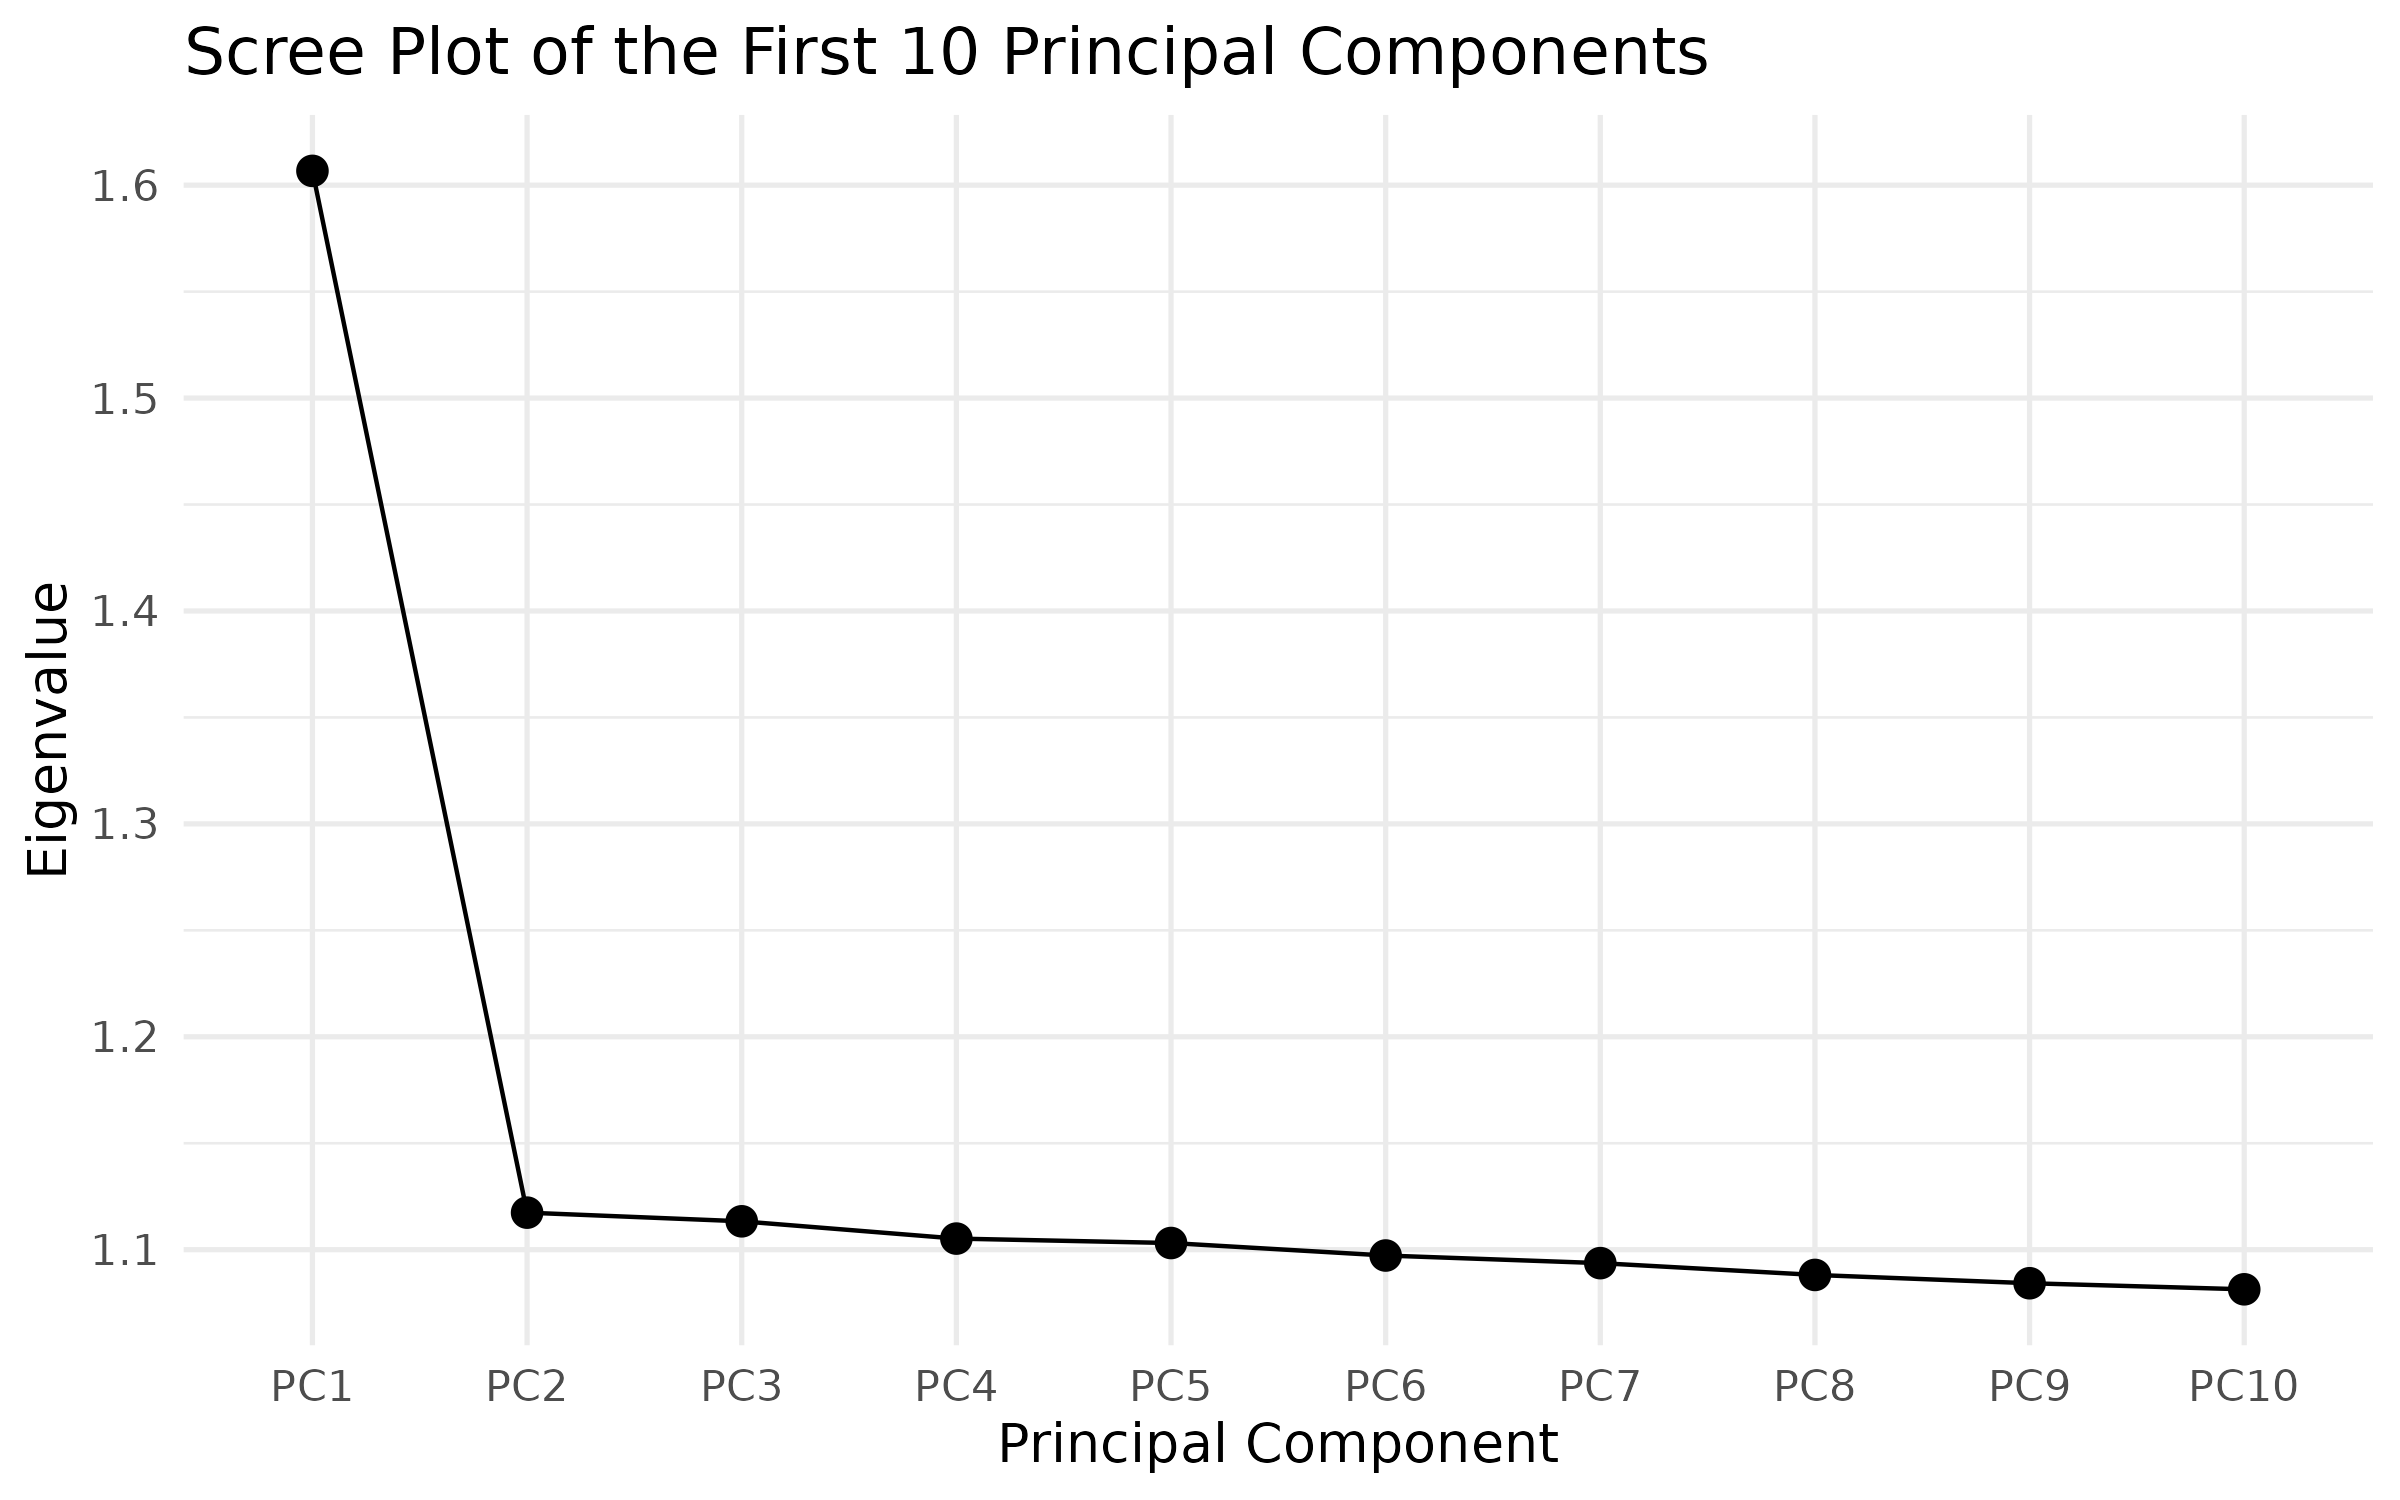 Scree Plot of the First 10 Principal Components
Eigenvalue
1.6
1.5
1.4
1.3
1.2
1.1
PC1 PC2 PC3 PC4 PC5 PC6 PC7 PC8 PC9 PC10
Principal Component